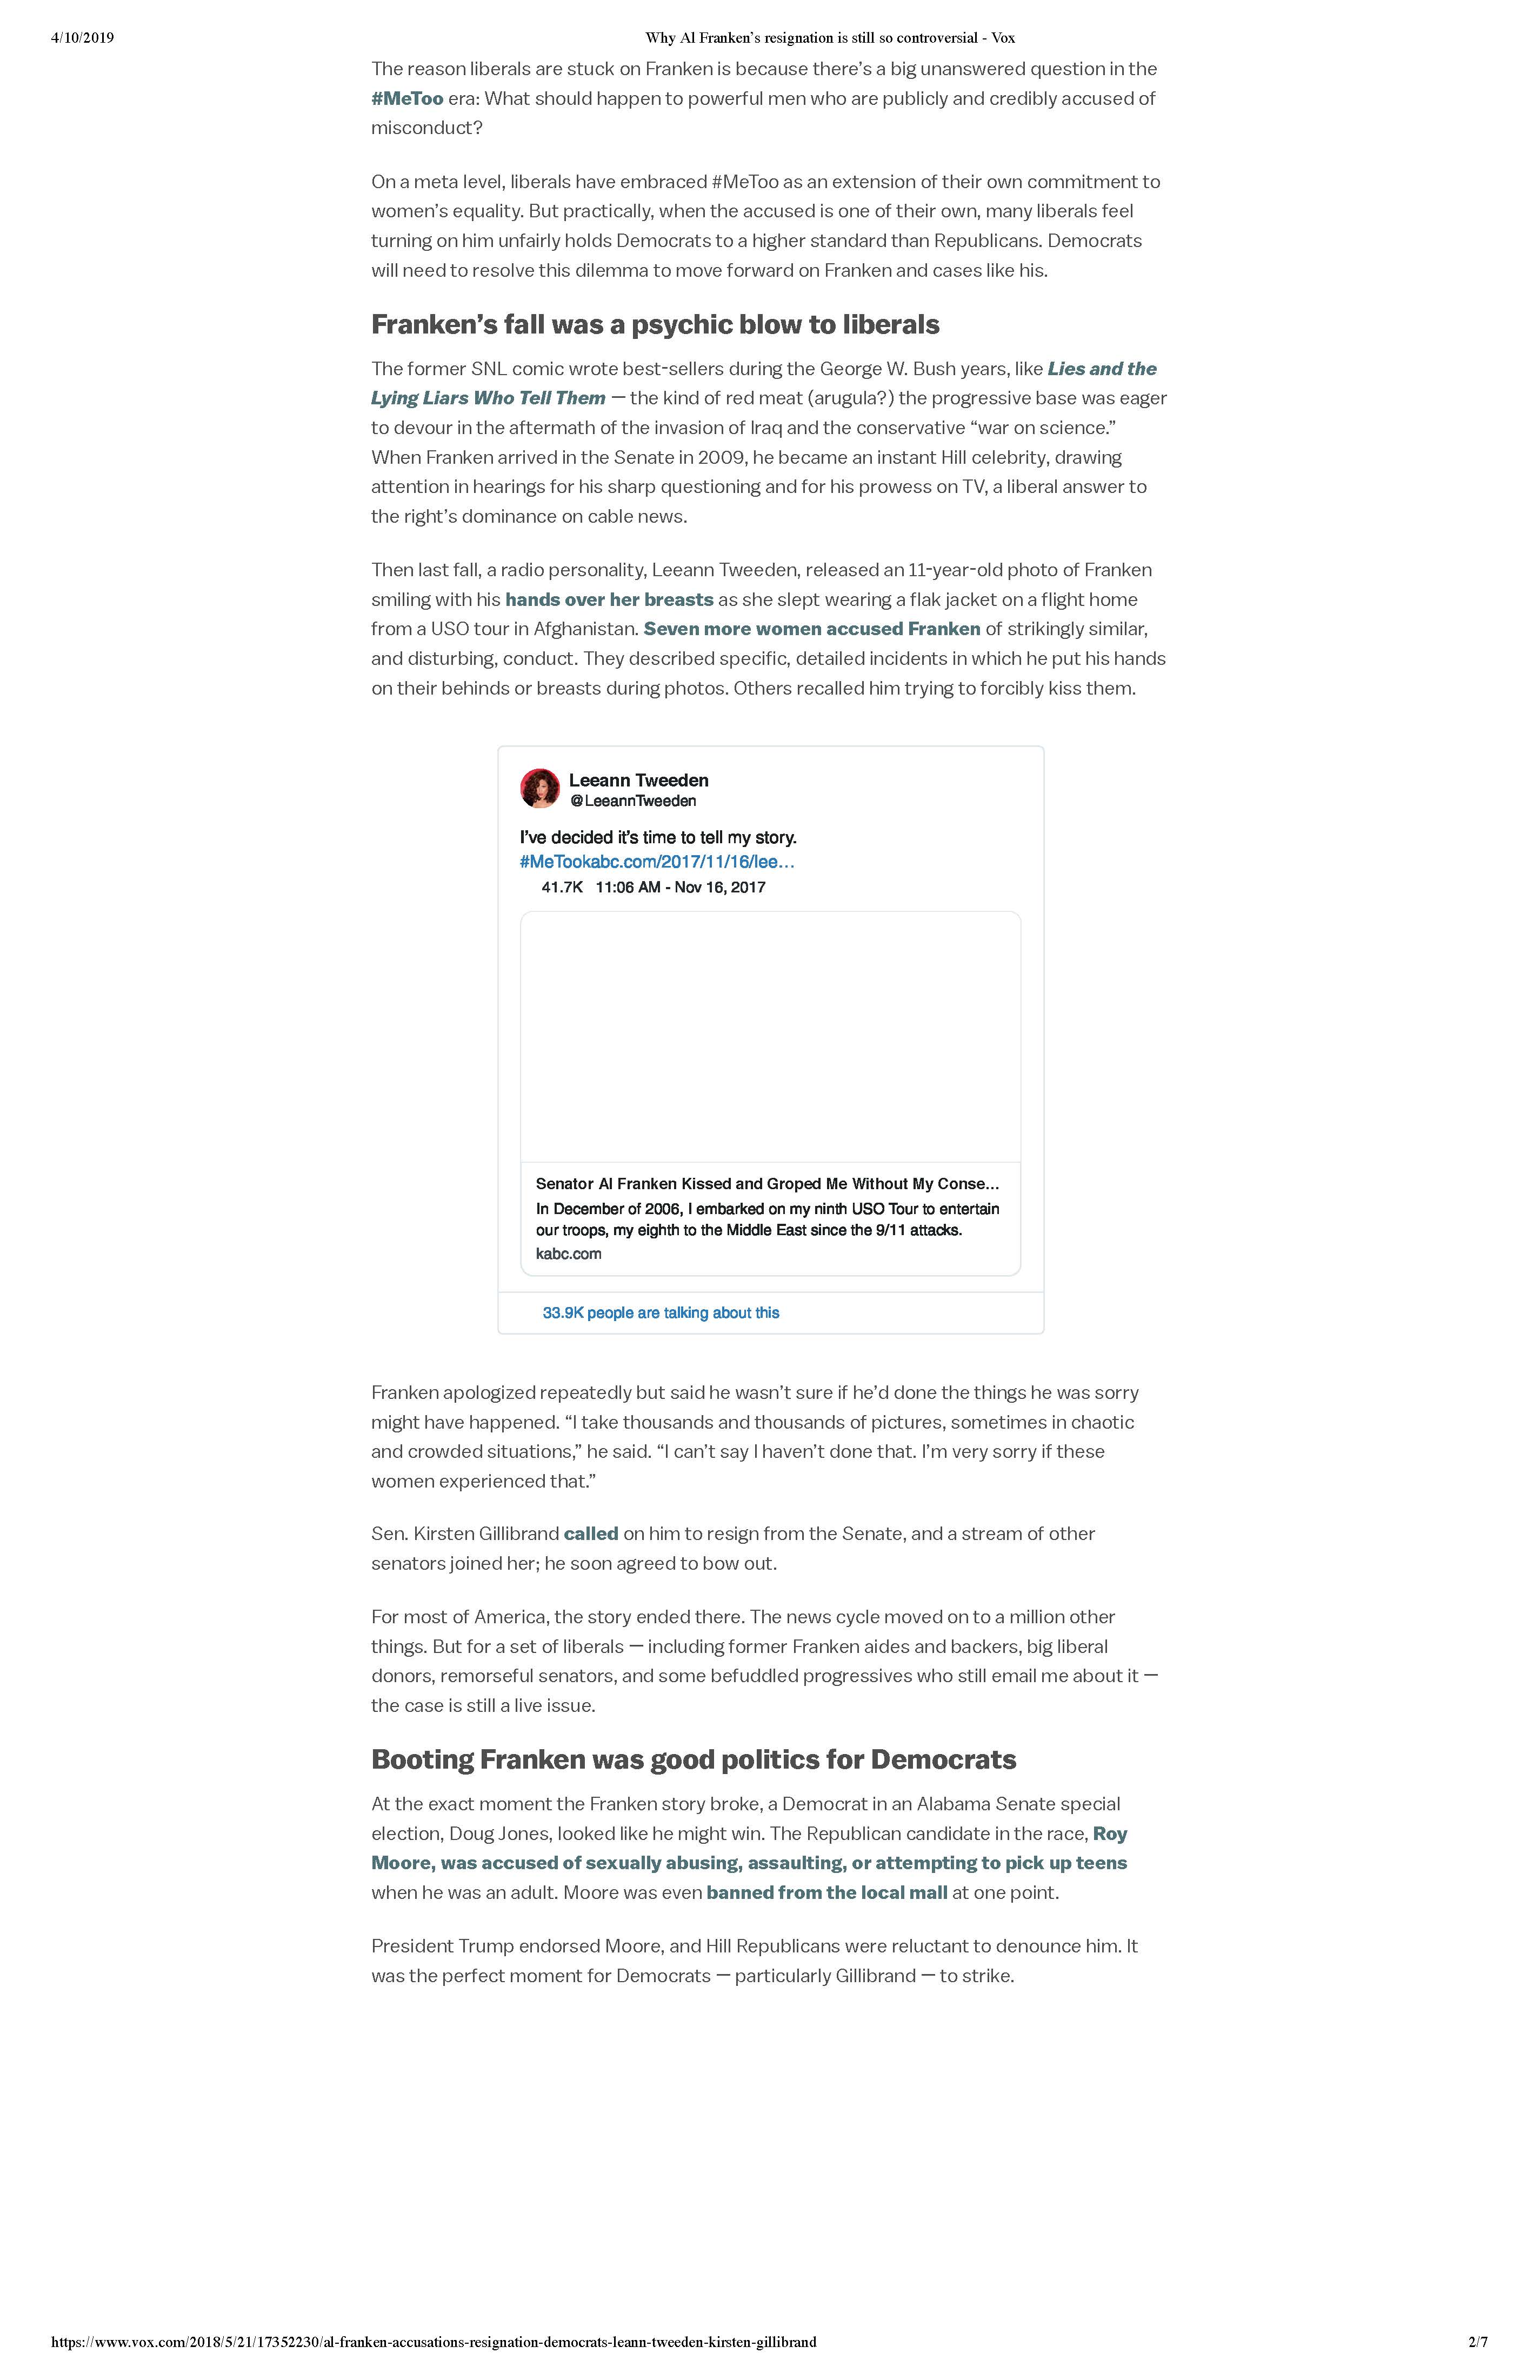 4/10/2019
Why Al Franken's resignation is still so controversial - Vox
The reason liberals are stuck on Franken is because there's a big unanswered question in the
#MeToo era: What should happen to powerful men who are publicly and credibly accused of
misconduct?
On a meta level, liberals have embraced #MeToo as an extension of their own commitment to
women's equality. But practically, when the accused is one of their own, many liberals feel
turning on him unfairly holds Democrats to a higher standard than Republicans. Democrats
will need to resolve this dilemma to move forward on Franken and cases like his.
Franken's fall was a psychic blow to liberals
The former SNL comic wrote best-sellers during the George W. Bush years, like Lies and the
Lying Liars Who Tell Them — the kind of red meat (arugula?) the progressive base was eager
to devour in the aftermath of the invasion of Iraq and the conservative “war on science.”
When Franken arrived in the Senate in 2009, he became an instant Hill celebrity, drawing
attention in hearings for his sharp questioning and for his prowess on TV, a liberal answer to
the right's dominance on cable news.
Then last fall, a radio personality, Leeann Tweeden, released an 11-year-old photo of Franken
smiling with his hands over her breasts as she slept wearing a flak jacket on a flight home
from a USO tour in Afghanistan. Seven more women accused Franken of strikingly similar,
and disturbing, conduct. They described specific, detailed incidents in which he put his hands
on their behinds or breasts during photos. Others recalled him trying to forcibly kiss them.
Leeann Tweeden
@LeeannTweeden
I've decided it's time to tell my story.
#MeTookabc.com/2017/11/16/lee…
41.7K 11:06 AM - Nov 16, 2017
Senator Al Franken Kissed and Groped Me Without My Conse…
In December of 2006, I embarked on my ninth USO Tour to entertain
our troops, my eighth to the Middle East since the 9/11 attacks.
kabc.com
33.9K people are talking about this
Franken apologized repeatedly but said he wasn't sure if he'd done the things he was sorry
might have happened. “I take thousands and thousands of pictures, sometimes in chaotic
and crowded situations,” he said. “I can't say I haven't done that. I'm very sorry if these
women experienced that.”
Sen. Kirsten Gillibrand called on him to resign from the Senate, and a stream of other
senators joined her; he soon agreed to bow out.
For most of America, the story ended there. The news cycle moved on to a million other
things. But for a set of liberals — including former Franken aides and backers, big liberal
donors, remorseful senators, and some befuddled progressives who still email me about it —
the case is still a live issue.
Booting Franken was good politics for Democrats
At the exact moment the Franken story broke, a Democrat in an Alabama Senate special
election, Doug Jones, looked like he might win. The Republican candidate in the race, Roy
Moore, was accused of sexually abusing, assaulting, or attempting to pick up teens
when he was an adult. Moore was even banned from the local mall at one point.
President Trump endorsed Moore, and Hill Republicans were reluctant to denounce him. It
was the perfect moment for Democrats — particularly Gillibrand — to strike.
https://www.vox.com/2018/5/21/17352230/al-franken-accusations-resignation-democrats-leann-tweeden-kirsten-gillibrand
2/7